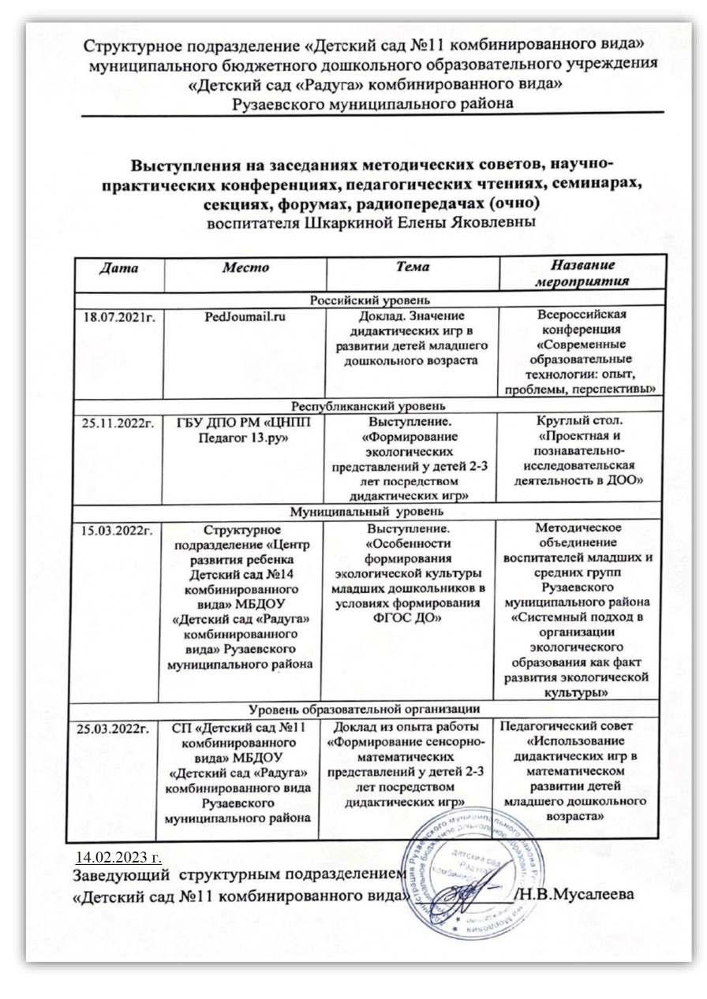 Структурное подразделение «Детский сад №11 комбинированного вида»
муниципального бюджетного дошкольного образовательного учреждения
«Детский сад «Радуга» комбинированного вида»
Рузаевского муниципального района
Выступления на заседаниях методических советов, научно-
практических конференциях, педагогических чтениях, семинарах,
секциях, форумах, радиопередачах (очно)
воспитателя Шкаркиной Елены Яковлевны
Дата
Место
Тема
Название
мероприятия
Российский уровень
18.07.2021г.
PedJoumail.ru
Доклад. Значение
дидактических игр в
развитии детей младшего
дошкольного возраста
Всероссийская
конференция
«Современные
образовательные
технологии: опыт,
проблемы, перспективы»
Республиканский уровень
25.11.2022г.
ГБУ ДПО РМ «ЦНПП
Педагог 13.ру»
Выступление.
«Формирование
экологических
представлений у детей 2-3
лет посредством
дидактических игр»
Круглый стол.
«Проектная и
познавательно-
исследовательская
деятельность в ДОО»
Муниципальный уровень
15.03.2022г.
Структурное
подразделение «Центр
развития ребенка
Детский сад №14
комбинированного
вида» МБДОУ
«Детский сад «Радуга»
комбинированного
вида» Рузаевского
муниципального района
Выступление.
«Особенности
формирования
экологической культуры
младших дошкольников в
условиях формирования
ФГОС ДО»
Методическое
объединение
воспитателей младших и
средних групп
Рузаевского
муниципального района
«Системный подход в
организации
экологического
образования как факт
развития экологической
культуры»
Уровень образовательной организации
25.03.2022г.
СП «Детский сад №11
комбинированного
вида» МБДОУ
«Детский сад «Радуга»
комбинированного вида
Рузаевского
муниципального района
Доклад из опыта работы
«Формирование сенсорно-
математических
представлений у детей 2-3
лет посредством
дидактических игр»
Педагогический совет
«Использование
дидактических игр в
математическом
развитии детей
младшего дошкольного
возраста»
14.02.2023 г.
Заведующий структурным подразделением
«Детский сад №11 комбинированного вида» /Н.В.Мусалеева
детский сад
Радуга